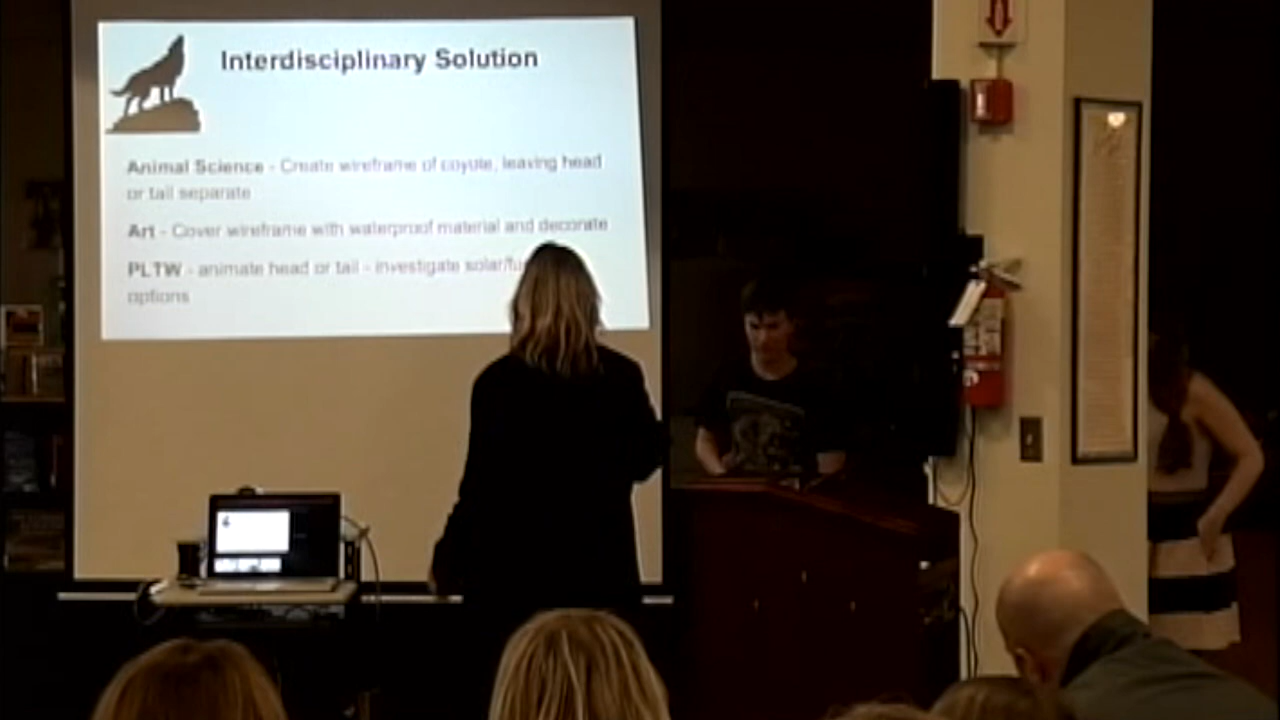 Interdisciplinary Solution
Animal Science - Create wireframe of coyote, leaving head
or tail separate
Art - Cover wireframe with waterproof material and decorate
PLTW - animate head or tail - investigate
options